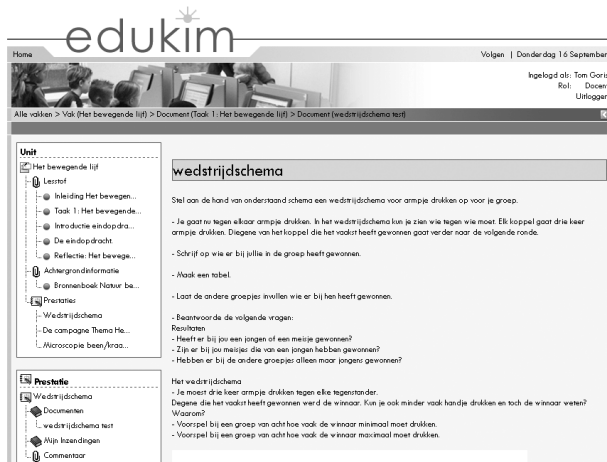 edukim
Home
Volgen | Donderdag 16 September
Ingelogd als: Tom Goris
Rol: Docent
Uitloggen
Alle vakken > Vak (Het bewegende lijf) > Document (Taak 1: Het bewegende lijf) > Document (wedstrijdschema test)
Unit
Het bewegende lijf
Lesstof
Inleiding Het bewegen...
Taak 1: Het bewegende...
Introductie eindopdra...
De eindopdracht.
Reflectie: Het bewege...
Achtergrondinformatie
Bronnenboek Natuur be...
Prestaties
Wedstrijdschema
De campagne Thema He...
Microscopie been/kraa...
Prestatie
Wedstrijdschema
Documenten
wedstrijdschema test
Mijn Inzendingen
Commentaar
wedstrijdschema
Stel aan de hand van onderstaand schema een wedstrijdschema voor armpje drukken op voor je groep.
- Je gaat nu tegen elkaar armpje drukken. In het wedstrijdschema kun je zien wie tegen wie moet. Elk koppel gaat drie keer
armpje drukken. Diegene van het koppel die het vaakst heeft gewonnen gaat verder naar de volgende ronde.
- Schrijf op wie er bij jullie in de groep heeft gewonnen.
- Maak een tabel.
- Laat de andere groepjes invullen wie er bij hen heeft gewonnen.
- Beantwoorde de volgende vragen:
Resultaten
- Heeft er bij jou een jongen of een meisje gewonnen?
- Zijn er bij jou meisjes die van een jongen hebben gewonnen?
- Hebben er bij de andere groepjes alleen maar jongens gewonnen?
Het wedstrijdschema
- Je moest drie keer armpje drukken tegen elke tegenstander.
Degene die het vaakst heeft gewonnen werd de winnaar. Kun je ook minder vaak handje drukken en toch de winnaar weten?
Waarom?
- Voorspel bij een groep van acht hoe vaak de winnaar minimaal moet drukken.
- Voorspel bij een groep van acht hoe vaak de winnaar maximaal moet drukken.